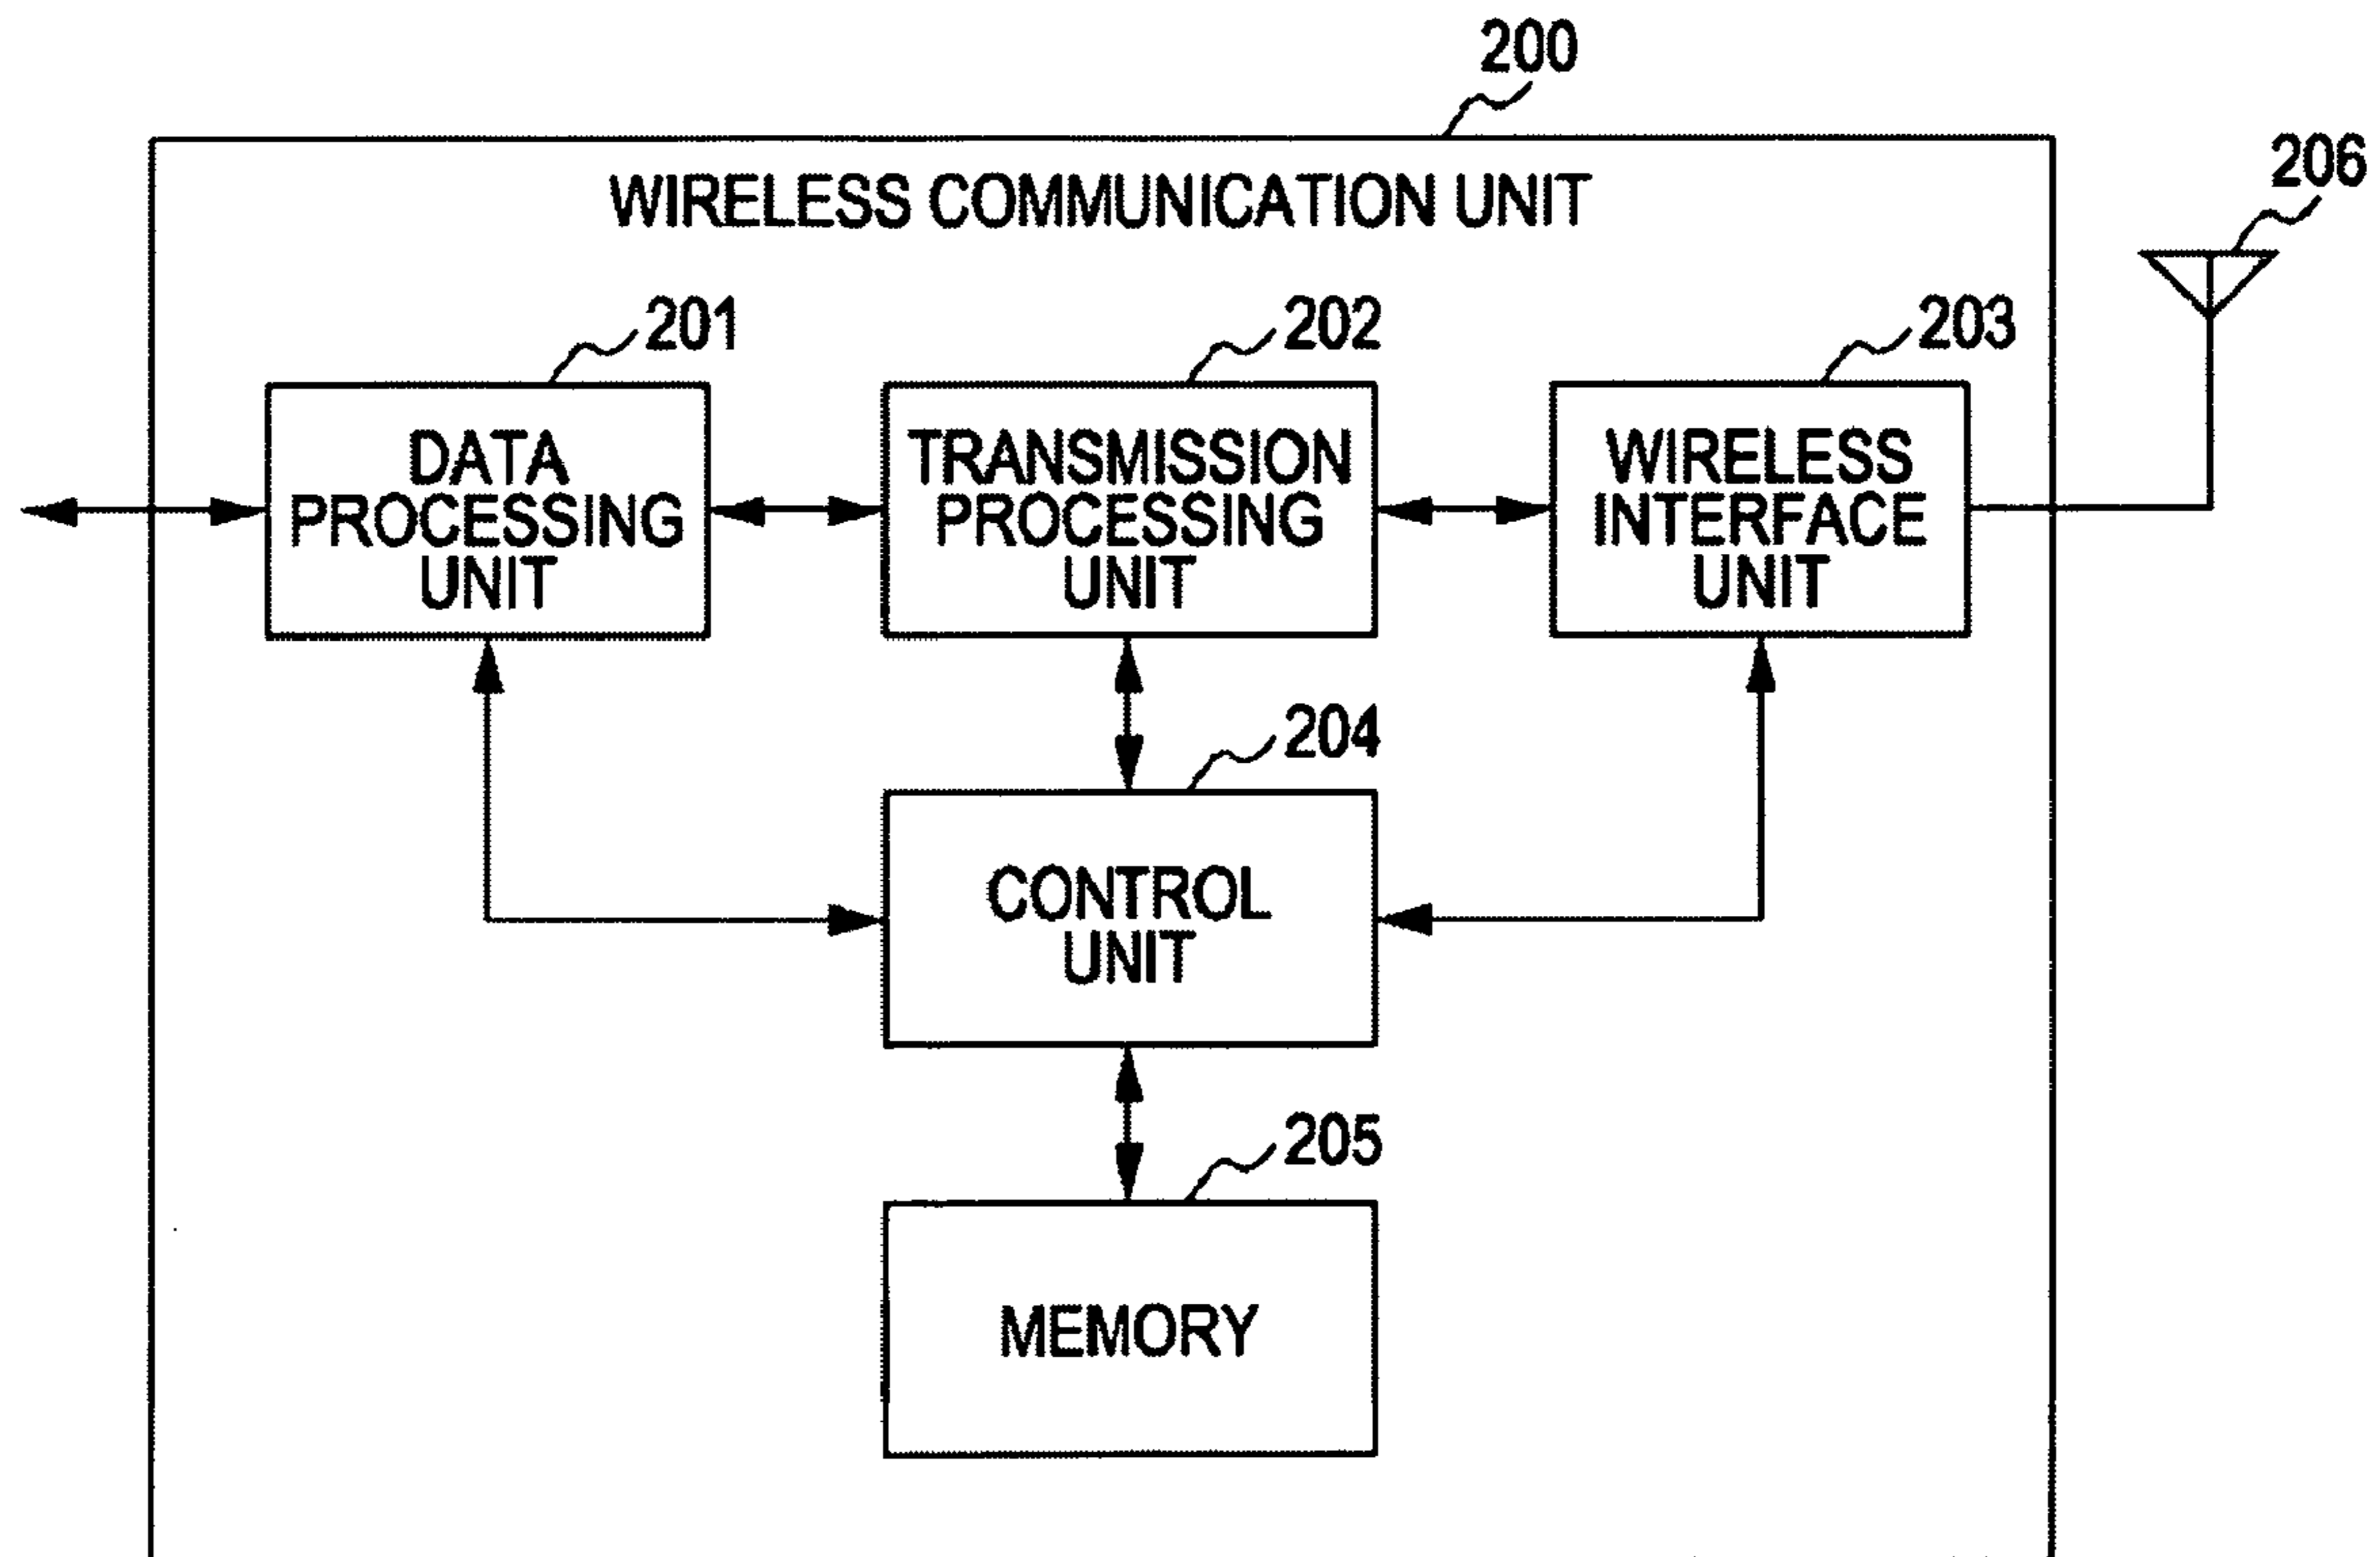 200
WIRELESS COMMUNICATION UNIT
206
201
202
203
DATA
PROCESSING
UNIT
TRANSMISSION
PROCESSING
UNIT
WIRELESS
INTERFACE
UNIT
204
CONTROL
UNIT
205
MEMORY